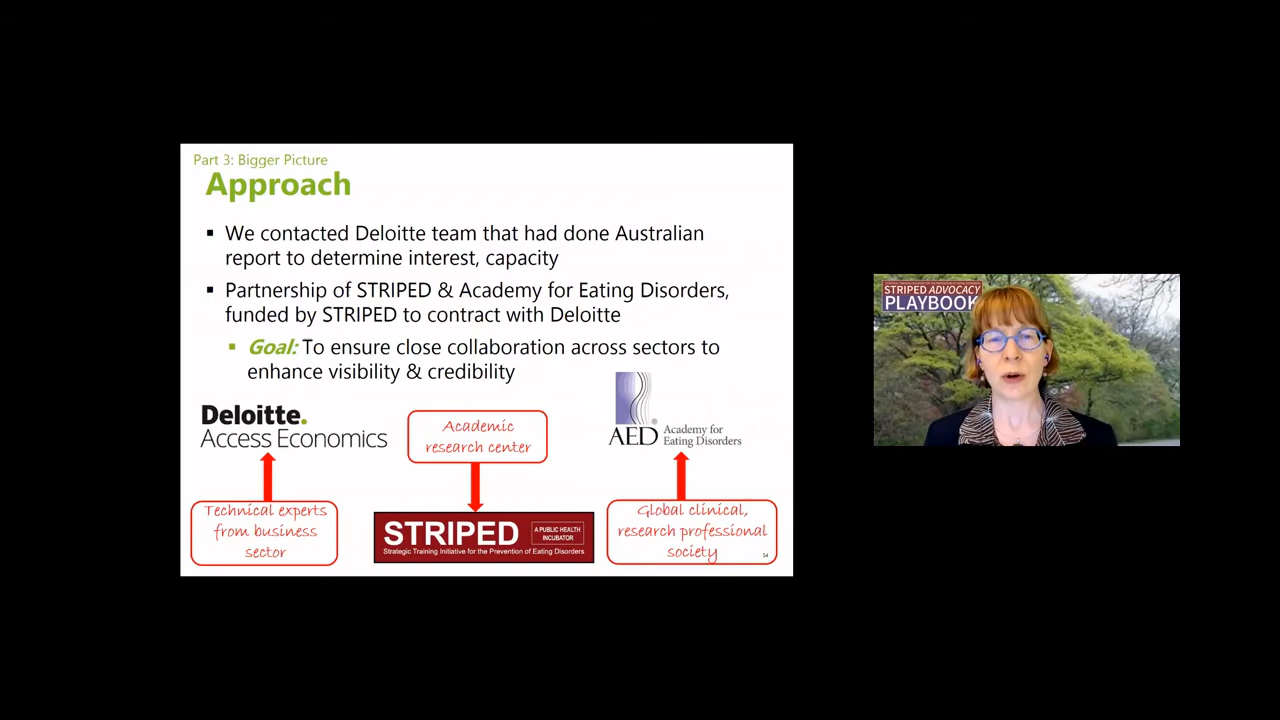 Part 3: Bigger Picture
Approach
▪ We contacted Deloitte team that had done Australian
report to determine interest, capacity
▪ Partnership of STRIPED & Academy for Eating Disorders,
funded by STRIPED to contract with Deloitte
▪ Goal: To ensure close collaboration across sectors to
enhance visibility & credibility
Deloitte.
Access Economics
Academic
research center
AED
®
Academy for
Eating Disorders
Technical experts
from business
sector
STRIPED
A PUBLIC HEALTH
INCUBATOR
Strategic Training Initiative for the Prevention of Eating Disorders
Global clinical,
research professional
society
54
STRIPED ADVOCACY
PLAYBOOK